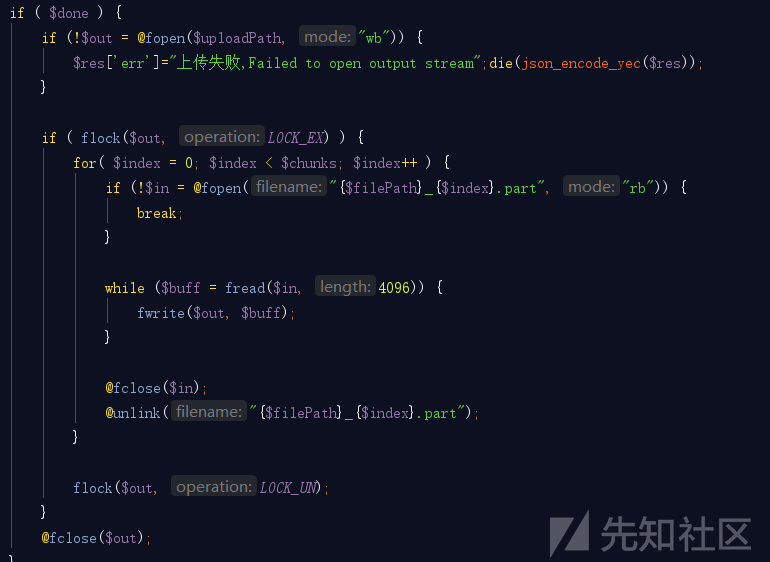 if ( $done ) {
if (!$out = @fopen($uploadPath, mode: "wb")) {
$res['err']="上传失败,Failed to open output stream";die(json_encode_yec($res));
}
if ( flock($out, operation: LOCK_EX) ) {
for( $index = 0; $index < $chunks; $index++ ) {
if (!$in = @fopen( filename: "{$filePath}_{$index}.part", mode: "rb")) {
break;
}
while ($buff = fread($in, length: 4096)) {
fwrite($out, $buff);
}
@fclose($in);
@unlink( filename: "{$filePath}_{$index}.part");
}
flock($out, operation: LOCK_UN);
}
@fclose($out);
先知社区